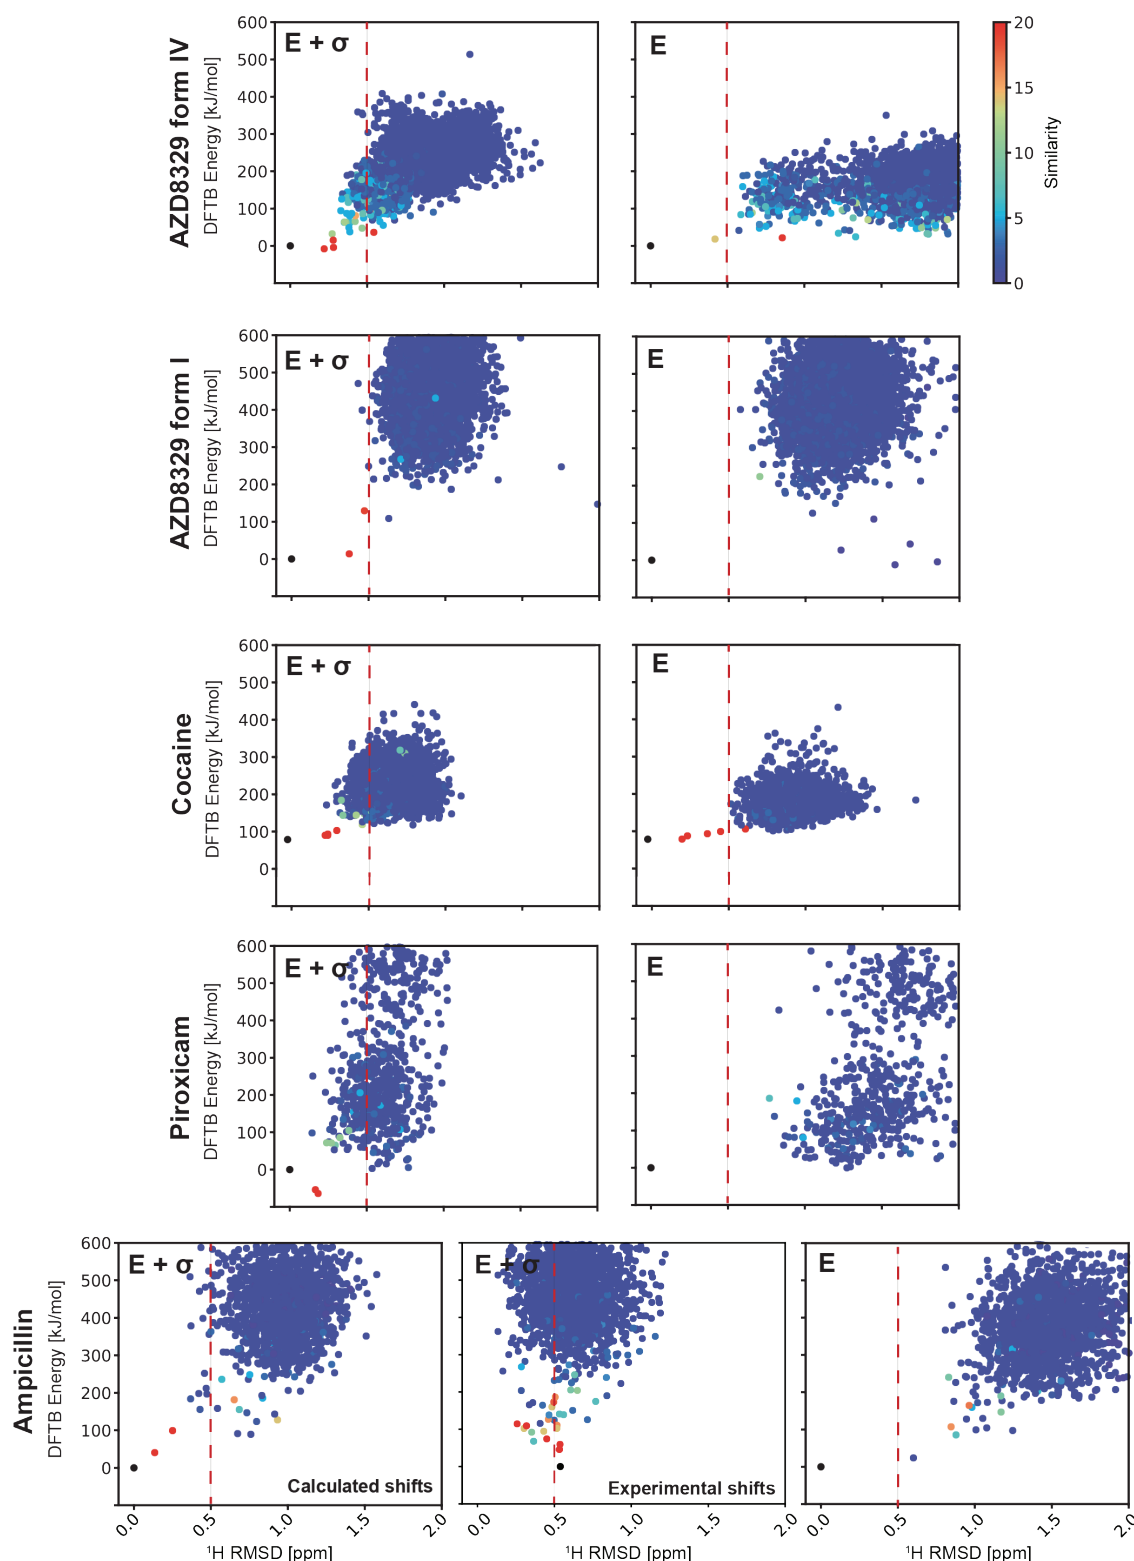 AZD8329 form IV
DFTB Energy [kJ/mol]
600
500
400
300
200
100
0
E + σ
E
20
15
10
5
0
Similarity
AZD8329 form I
DFTB Energy [kJ/mol]
600
500
400
300
200
100
0
E + σ
E
Cocaine
DFTB Energy [kJ/mol]
600
500
400
300
200
100
0
E + σ
E
Piroxicam
DFTB Energy [kJ/mol]
600
500
400
300
200
100
0
E + σ
E
Ampicillin
DFTB Energy [kJ/mol]
600
500
400
300
200
100
0
E + σ
E + σ
E
Calculated shifts
Experimental shifts
0.0 0.5 1.0 1.5 2.0
0.0 0.5 1.0 1.5 2.0
0.0 0.5 1.0 1.5 2.0
¹H RMSD [ppm]
¹H RMSD [ppm]
¹H RMSD [ppm]